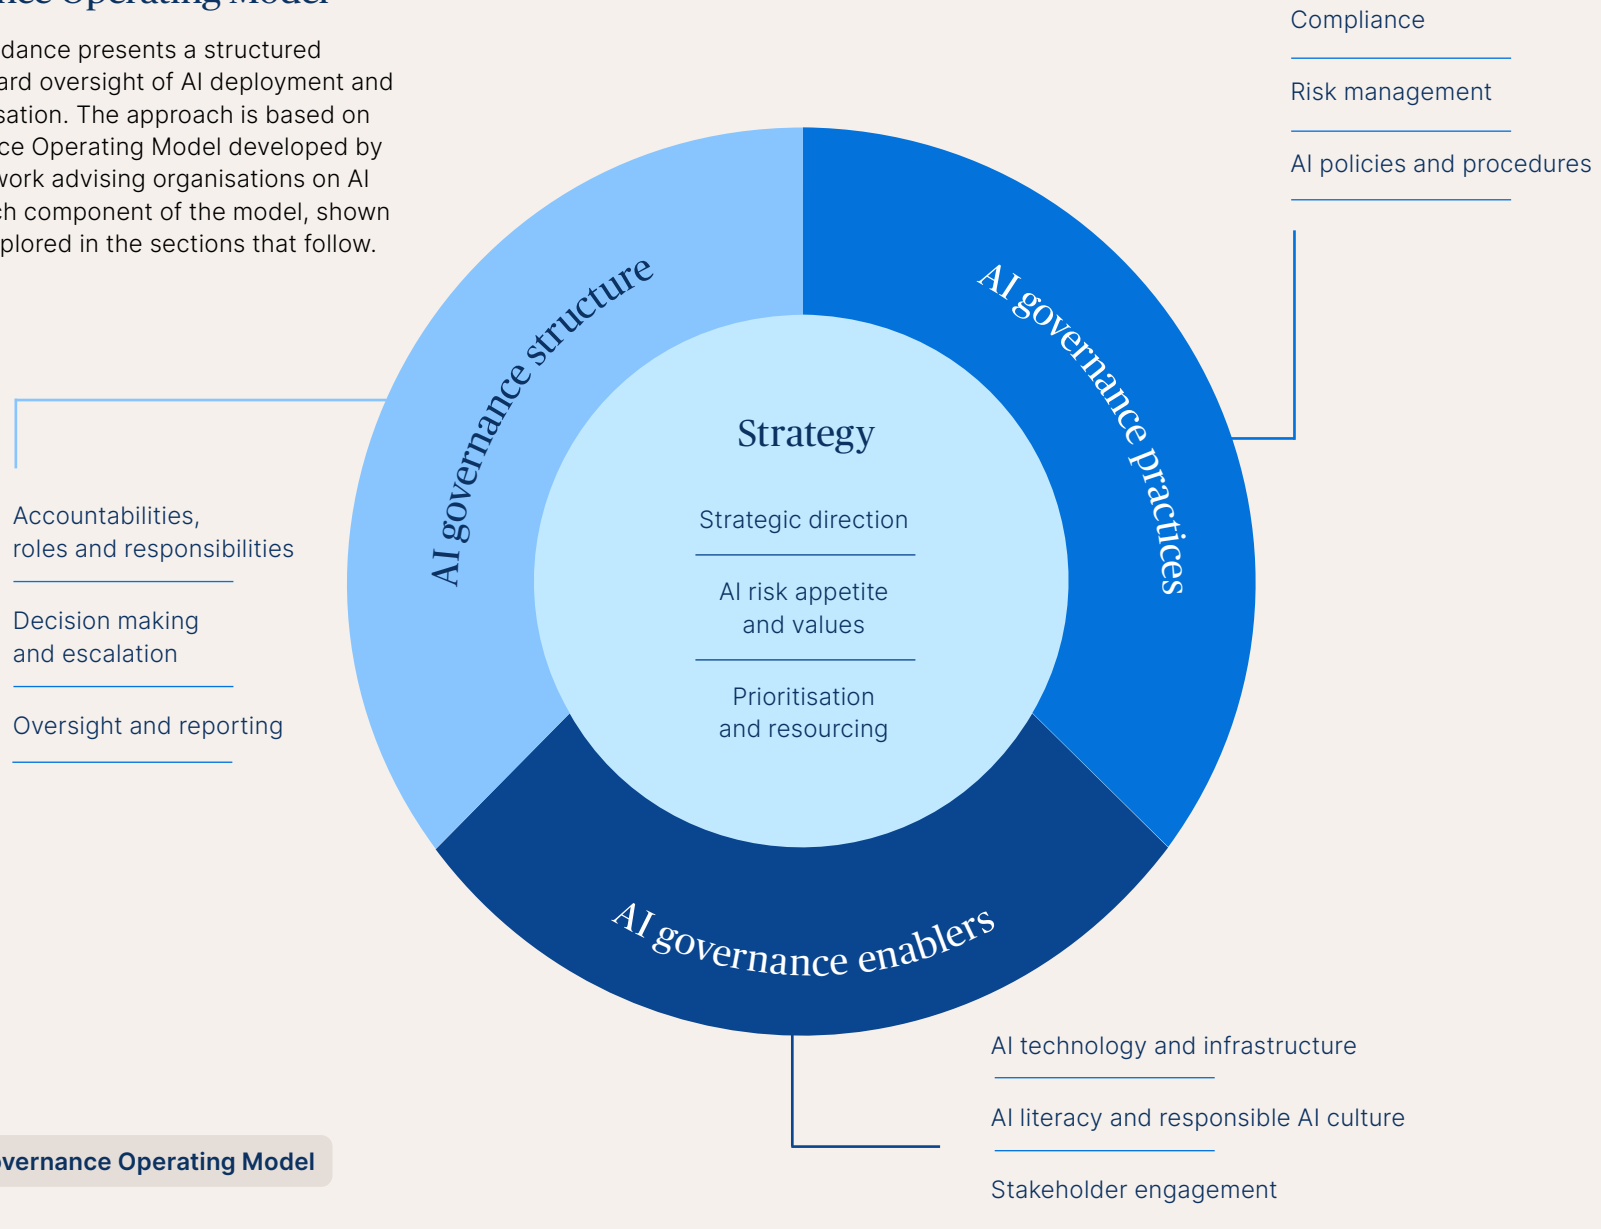 Operating Model
dance presents a structured
ard oversight of AI deployment and
sation. The approach is based on
ce Operating Model developed by
work advising organisations on AI
ch component of the model, shown
plored in the sections that follow.
Compliance
Risk management
AI policies and procedures
AI governance structure
AI governance practices
Accountabilities,
roles and responsibilities
Decision making
and escalation
Oversight and reporting
Strategy
Strategic direction
AI risk appetite
and values
Prioritisation
and resourcing
AI governance enablers
AI technology and infrastructure
AI literacy and responsible AI culture
Stakeholder engagement
vernance Operating Model